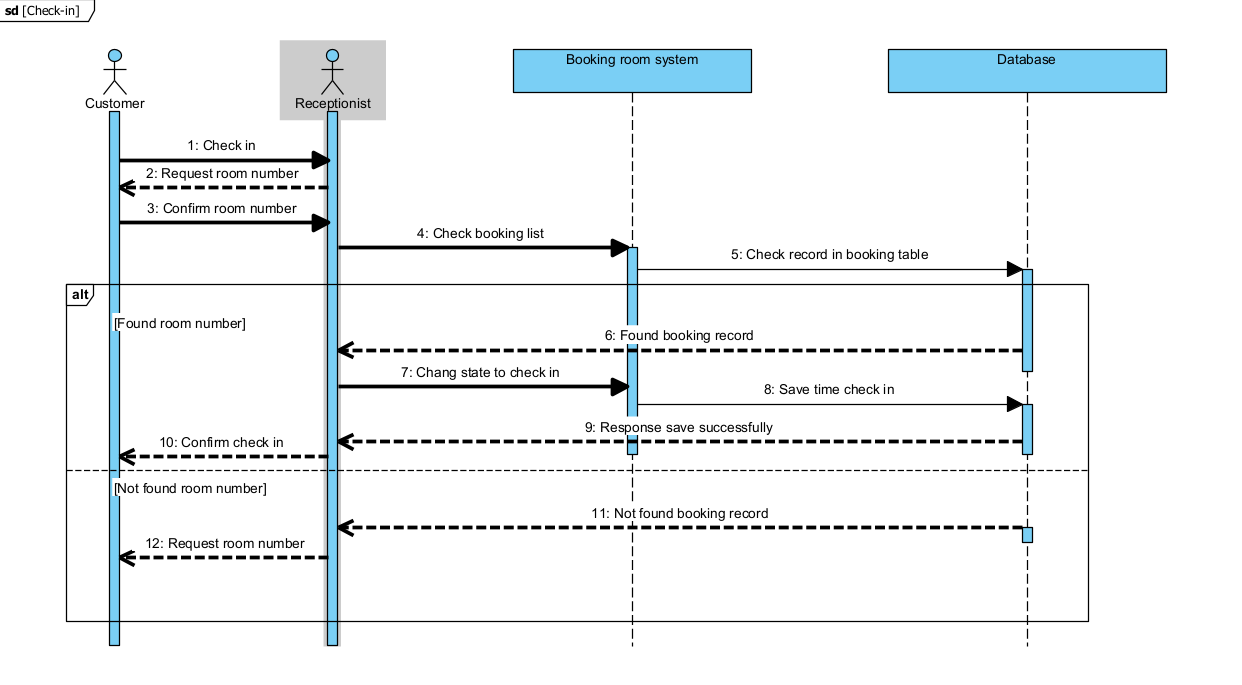 sd [Check-in]
Customer
Receptionist
Booking room system
Database
1: Check in
2: Request room number
3: Confirm room number
4: Check booking list
5: Check record in booking table
alt
[Found room number]
6: Found booking record
7: Chang state to check in
8: Save time check in
9: Response save successfully
10: Confirm check in
[Not found room number]
11: Not found booking record
12: Request room number